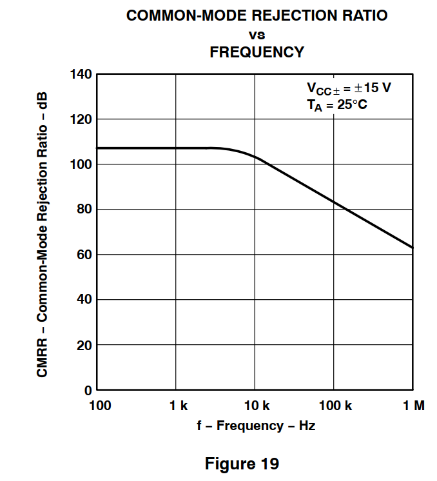 COMMON-MODE REJECTION RATIO
vs
FREQUENCY
CMRR – Common-Mode Rejection Ratio – dB
140
120
100
80
60
40
20
0
VCC± = ±15 V
TA = 25°C
100
1 k
10 k
100 k
1 M
f – Frequency – Hz
Figure 19